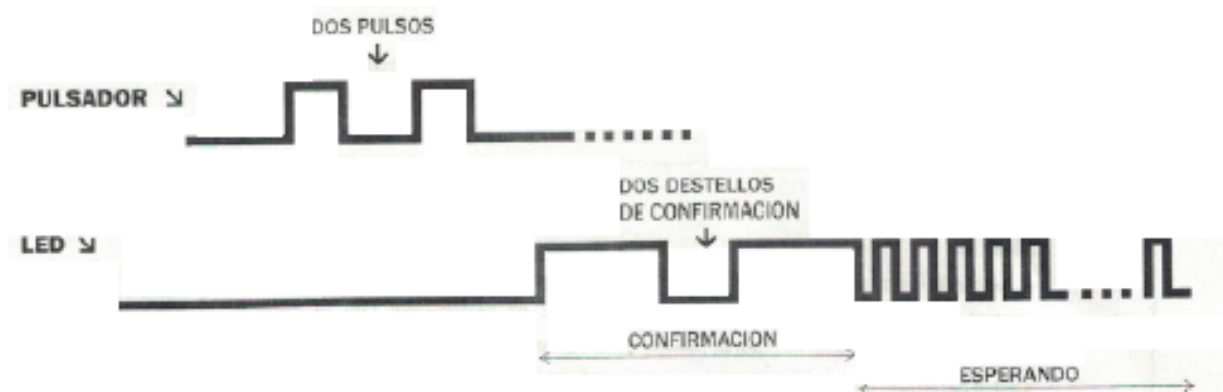 DOS PULSOS
PULSADOR
DOS DESTELLOS
DE CONFIRMACION
LED
CONFIRMACION
ESPERANDO